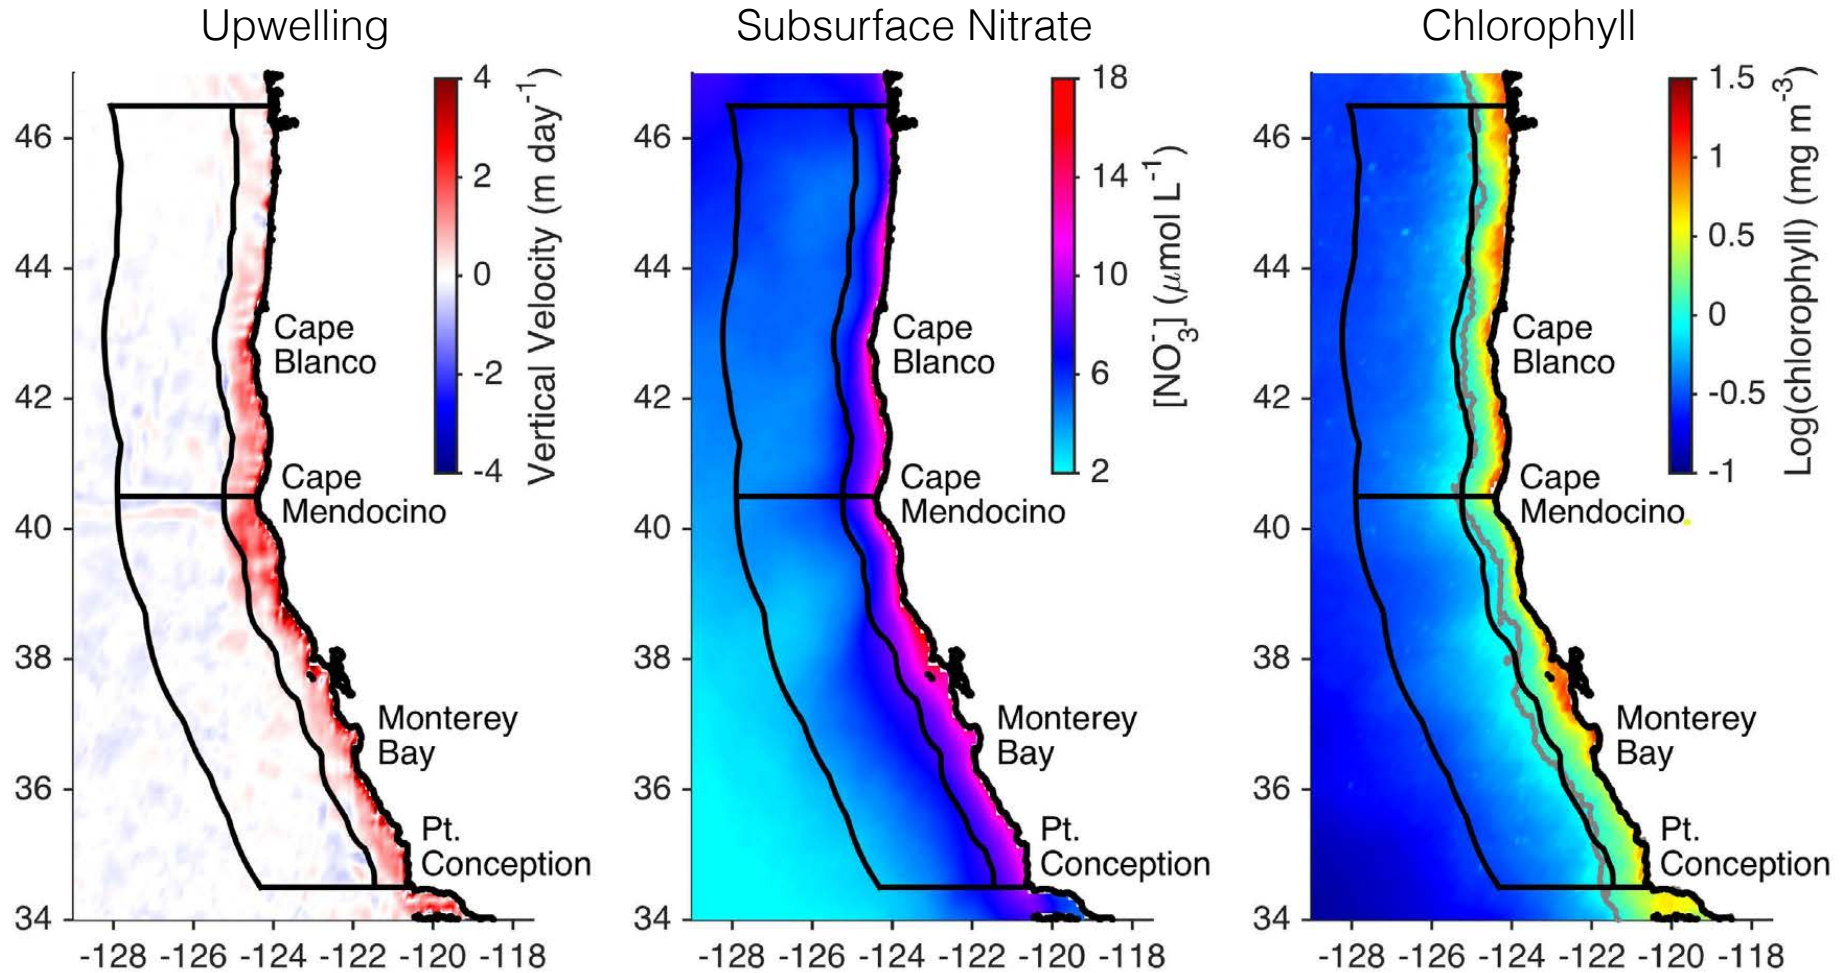 Upwelling
46
44
42
40
38
36
34
-128 -126 -124 -122 -120 -118
4
2
0
-2
-4
Vertical Velocity (m day-1)
Cape
Blanco
Cape
Mendocino
Monterey
Bay
Pt.
Conception
Subsurface Nitrate
46
44
42
40
38
36
34
-128 -126 -124 -122 -120 -118
18
14
10
6
2
[NO3-] (μmol L-1)
Cape
Blanco
Cape
Mendocino
Monterey
Bay
Pt.
Conception
Chlorophyll
46
44
42
40
38
36
34
-128 -126 -124 -122 -120 -118
1.5
1
0.5
0
-0.5
-1
Log(chlorophyll) (mg m-3)
Cape
Blanco
Cape
Mendocino
Monterey
Bay
Pt.
Conception